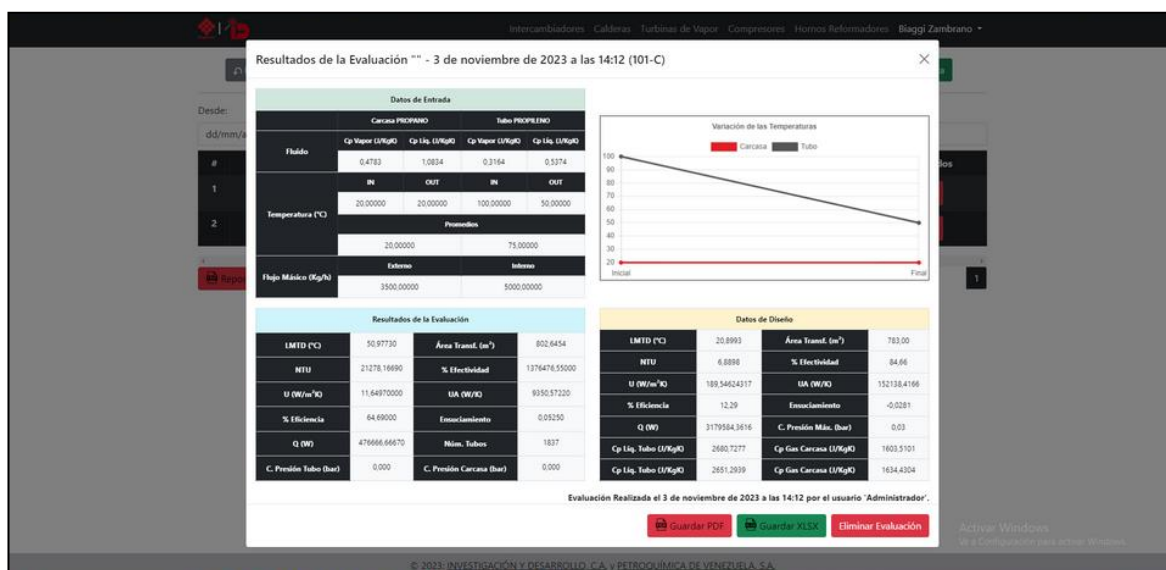 Intercambiadores Calderas Turbinas de Vapor Compresores Hornos Reformadores Biaggi Zambrano
Resultados de la Evaluación "" - 3 de noviembre de 2023 a las 14:12 (101-C)
Desde:
dd/mm/a
#
1
2
Datos de Entrada
Carcasa PROPANO Tubo PROPILENO
Fluido
Cp Vapor (J/KgK) Cp Líq. (J/KgK) Cp Vapor (J/KgK) Cp Líq. (J/KgK)
0,4783 1,0834 0,3164 0,5374
Temperatura (°C)
IN OUT IN OUT
20,00000 20,00000 100,00000 50,00000
Promedios
20,00000 75,00000
Flujo Másico (Kg/h)
Externo Interno
3500,00000 5000,00000
Variación de las Temperaturas
Carcasa Tubo
100
90
80
70
60
50
40
30
20
Inicial Final
Resultados de la Evaluación
LMTD (°C) 50,97730 Área Transf. (m²) 802,6454
NTU 21278,16690 % Efectividad 1376476,55000
U (W/m²K) 11,64970000 UA (W/K) 9350,57220
% Eficiencia 64,69000 Ensuciamiento 0,05250
Q (W) 476666,66670 Núm. Tubos 1837
C. Presión Tubo (bar) 0,000 C. Presión Carcasa (bar) 0,000
Datos de Diseño
LMTD (°C) 20,8993 Área Transf. (m²) 783,00
NTU 6,8898 % Efectividad 84,66
U (W/m²K) 189,54624317 UA (W/K) 152138,4166
% Eficiencia 12,29 Ensuciamiento -0,0281
Q (W) 3179584,3616 C. Presión Máx. (bar) 0,03
Cp Líq. Tubo (J/KgK) 2680,7277 Cp Gas Carcasa (J/KgK) 1603,5101
Cp Líq. Tubo (J/KgK) 2651,2939 Cp Gas Carcasa (J/KgK) 1634,4304
Evaluación Realizada el 3 de noviembre de 2023 a las 14:12 por el usuario 'Administrador'.
Guardar PDF Guardar XLSX Eliminar Evaluación
1
Activar Windows
Ve a Configuración para activar Windows.
© 2023: INVESTIGACIÓN Y DESARROLLO, C.A. y PETROQUÍMICA DE VENEZUELA, S.A.